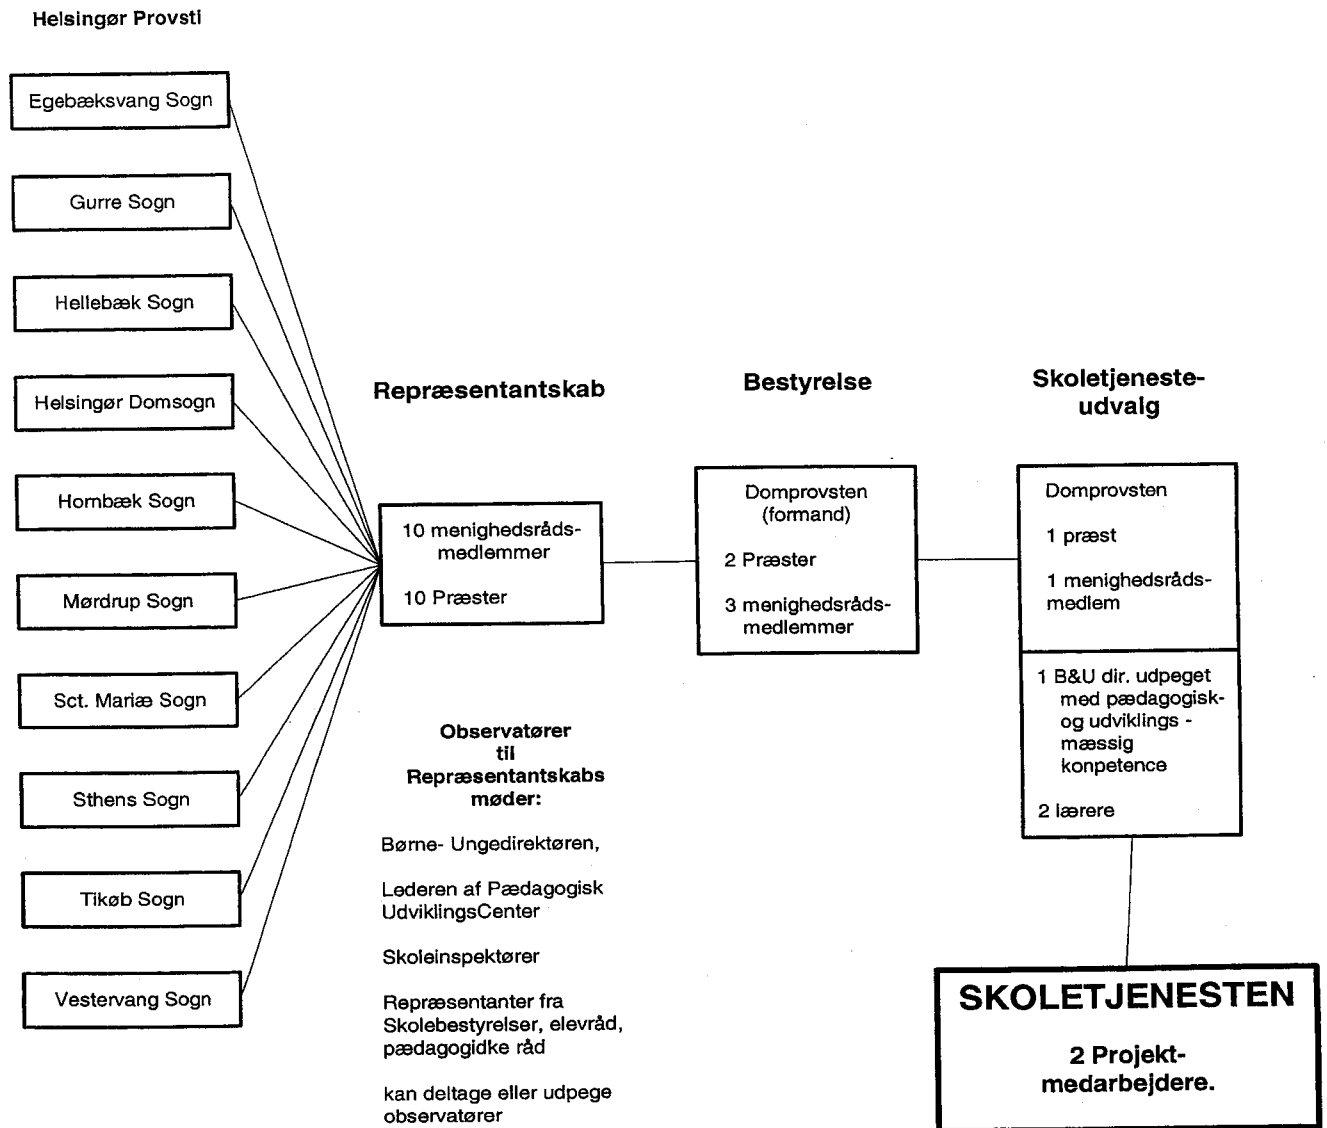 Helsingør Provsti
Egebæksvang Sogn
Gurre Sogn
Hellebæk Sogn
Helsingør Domsogn
Hornbæk Sogn
Mørdrup Sogn
Sct. Mariæ Sogn
Sthens Sogn
Tikøb Sogn
Vestervang Sogn
Repræsentantskab
10 menighedsråds-
medlemmer
10 Præster
Observatører
til
Repræsentantskabs
møder:
Børne- Ungedirektøren,
Lederen af Pædagogisk
UdviklingsCenter
Skoleinspektører
Repræsentanter fra
Skolebestyrelser, elevråd,
pædagogidke råd
kan deltage eller udpege
observatører
Bestyrelse
Domprovsten
(formand)
2 Præster
3 menighedsråds-
medlemmer
Skoletjeneste-
udvalg
Domprovsten
1 præst
1 menighedsråds-
medlem
1 B&U dir. udpeget
med pædagogisk-
og udviklings -
mæssig
konpetence
2 lærere
SKOLETJENESTEN
2 Projekt-
medarbejdere.